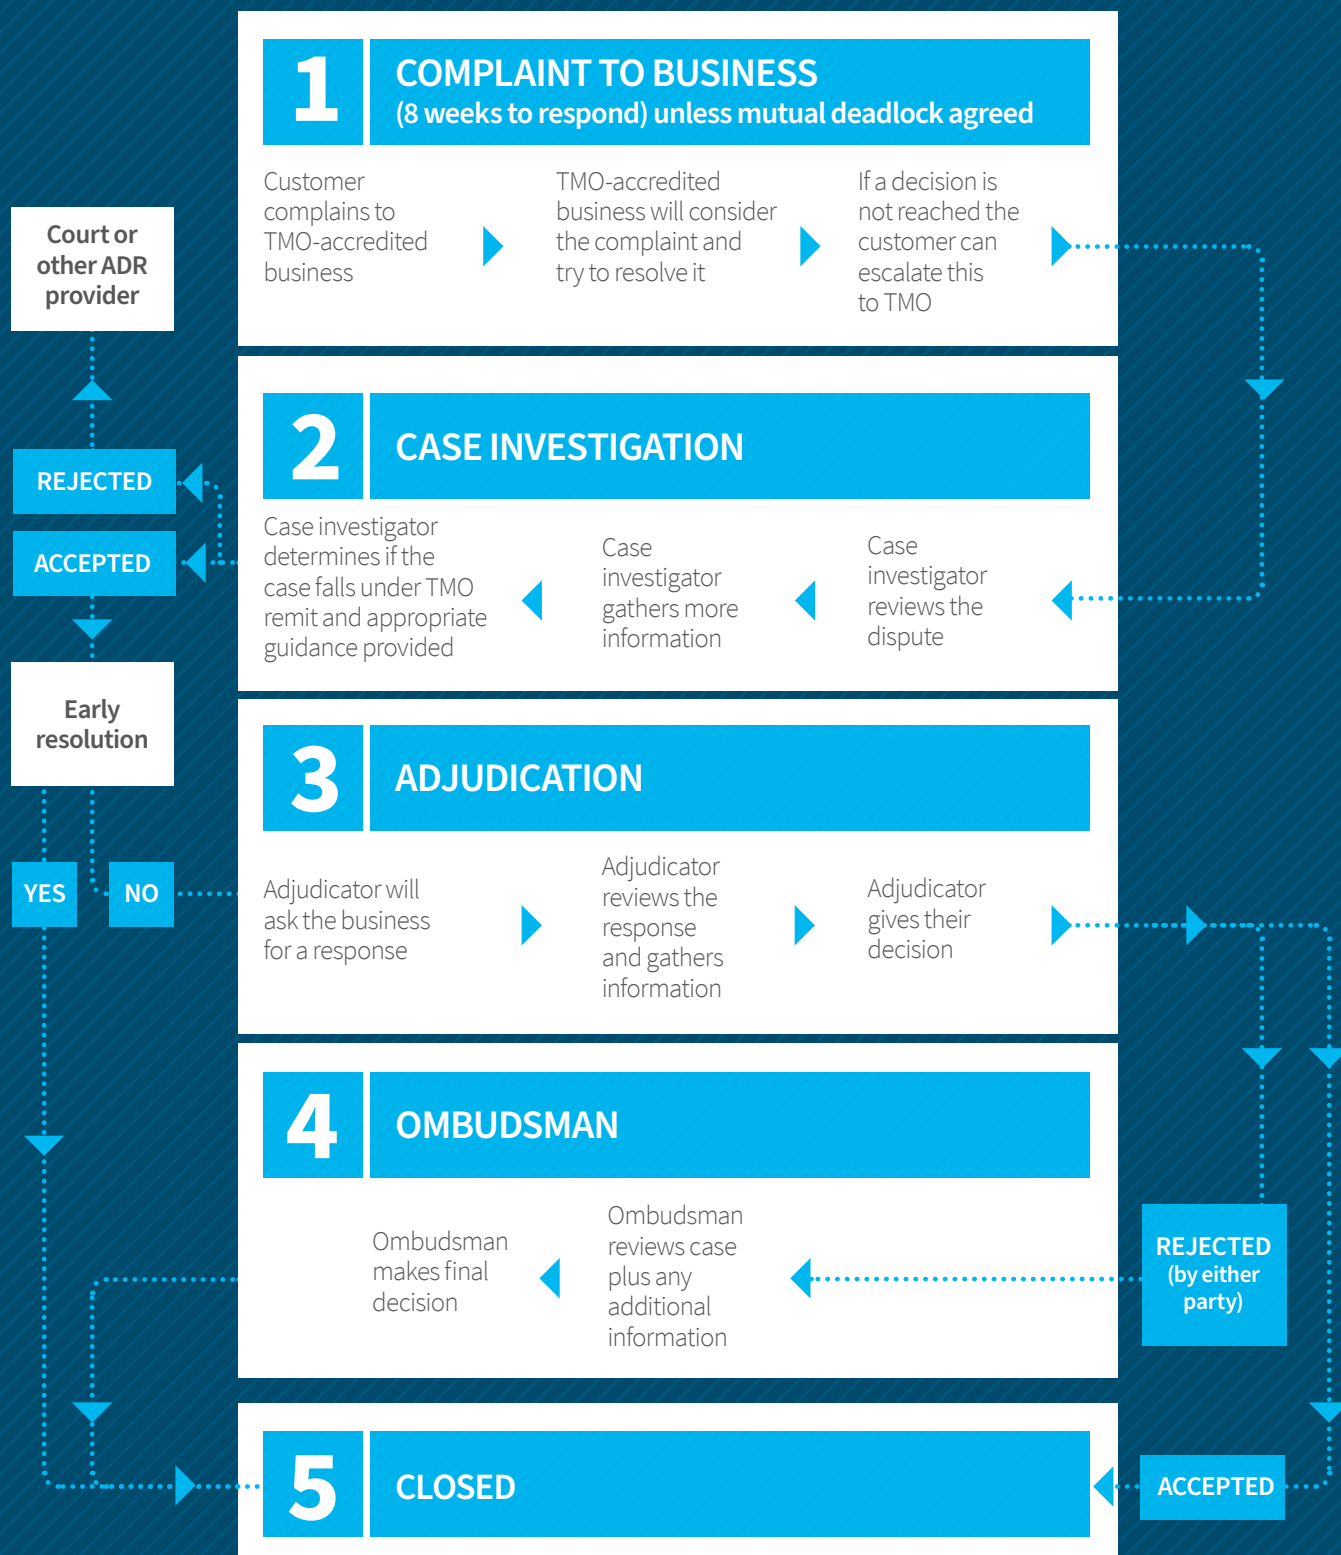 1
COMPLAINT TO BUSINESS
(8 weeks to respond) unless mutual deadlock agreed
Customer
complains to
TMO-accredited
business
TMO-accredited
business will consider
the complaint and
try to resolve it
If a decision is
not reached the
customer can
escalate this
to TMO
Court or
other ADR
provider
2
CASE INVESTIGATION
Case
investigator
reviews the
dispute
Case
investigator
gathers more
information
Case investigator
determines if the
case falls under TMO
remit and appropriate
guidance provided
REJECTED
ACCEPTED
Early
resolution
YES
NO
3
ADJUDICATION
Adjudicator will
ask the business
for a response
Adjudicator
reviews the
response
and gathers
information
Adjudicator
gives their
decision
4
OMBUDSMAN
REJECTED
(by either
party)
Ombudsman
reviews case
plus any
additional
information
Ombudsman
makes final
decision
5
CLOSED
ACCEPTED